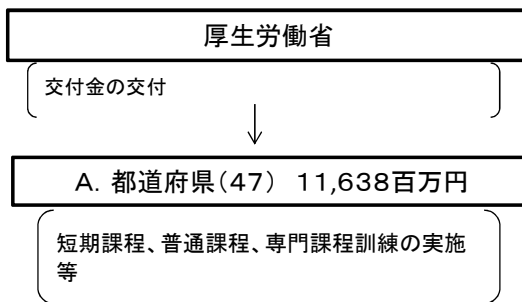 厚生労働省
交付金の交付
A．都道府県（47） 11,638百万円
短期課程、普通課程、専門課程訓練の実施
等